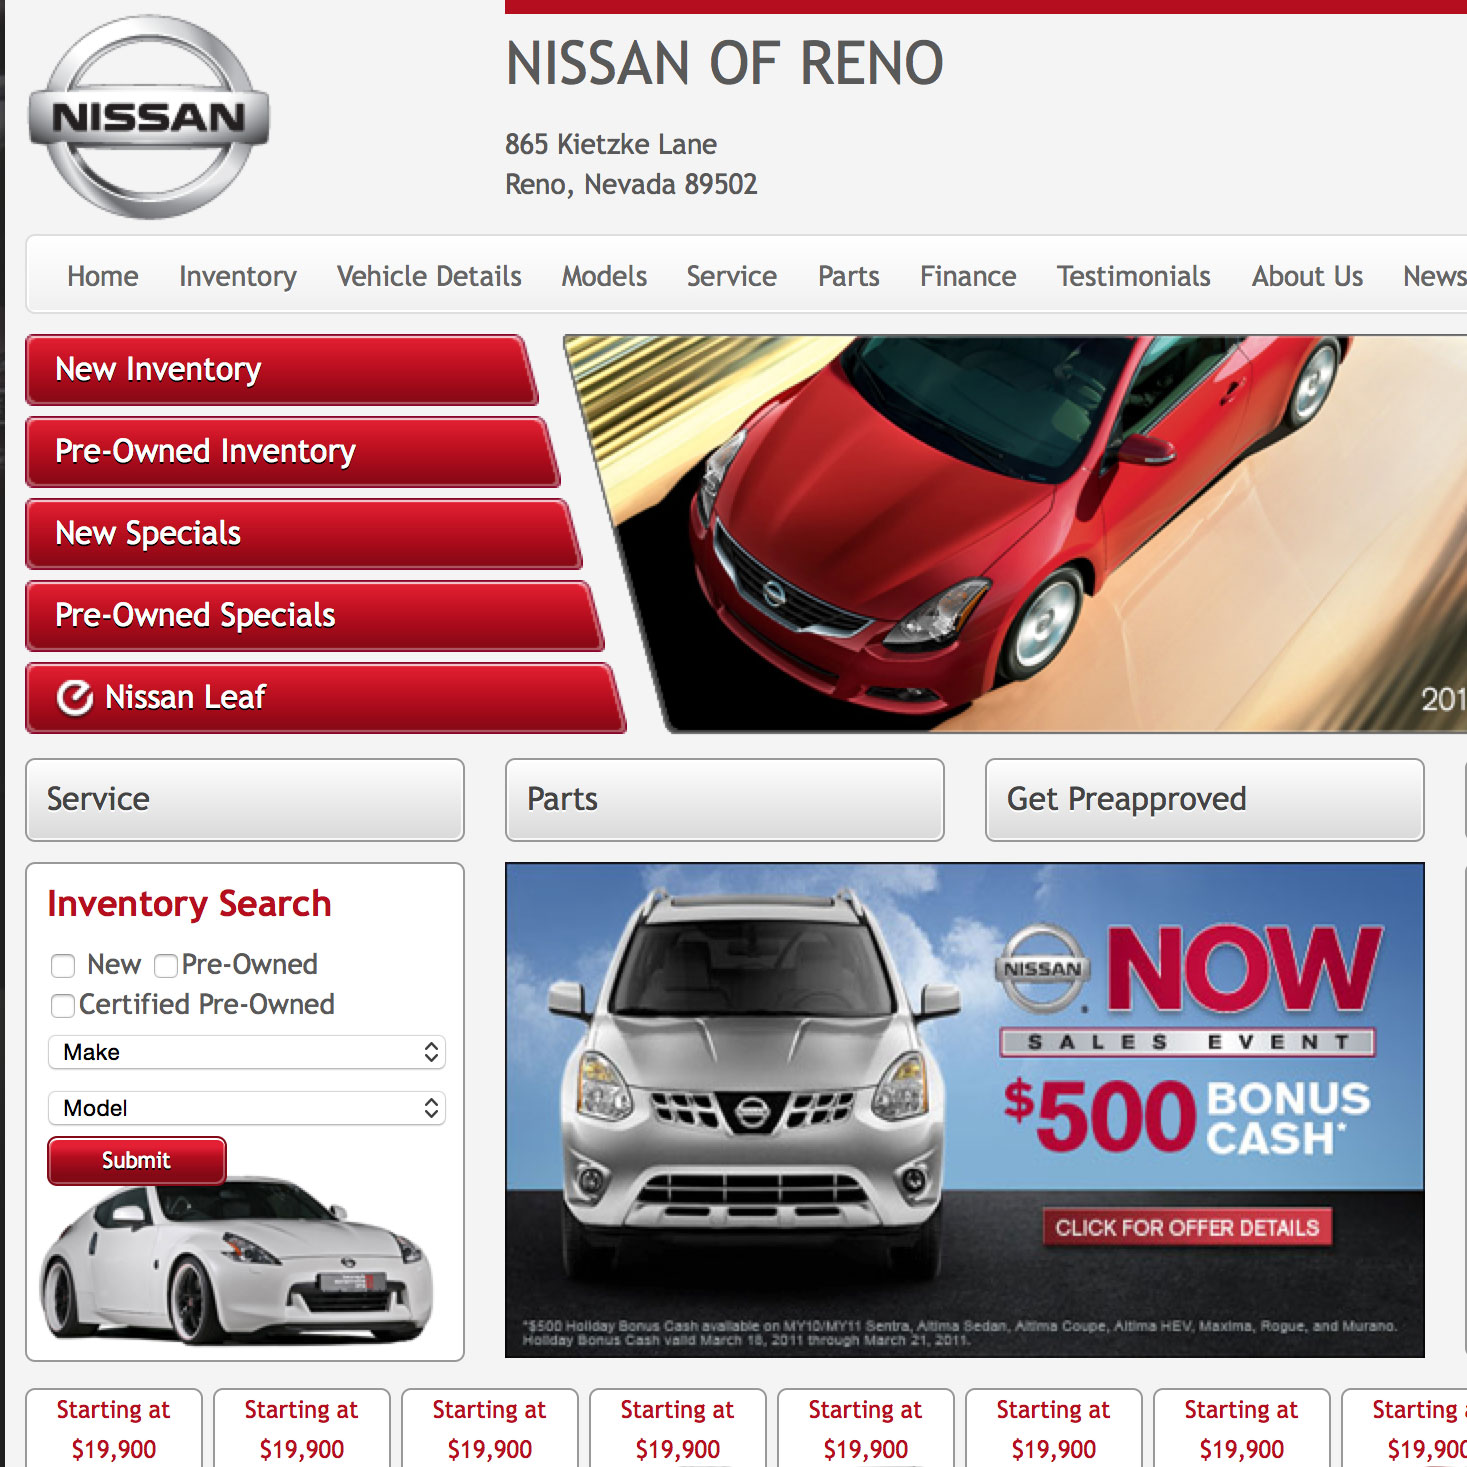 NISSAN
NISSAN OF RENO
865 Kietzke Lane
Reno, Nevada 89502
Home Inventory Vehicle Details Models Service Parts Finance Testimonials About Us News
New Inventory
Pre-Owned Inventory
New Specials
Pre-Owned Specials
Nissan Leaf
201
Service
Parts
Get Preapproved
Inventory Search
New Pre-Owned
Certified Pre-Owned
Make
Model
Submit
NISSAN NOW
SALES EVENT
$500 BONUS
CASH*
CLICK FOR OFFER DETAILS
*$500 Holiday Bonus Cash available on MY10/MY11 Sentra, Altima Sedan, Altima Coupe, Altima HEV, Maxima, Rogue, and Murano.
Holiday Bonus Cash valid March 18, 2011 through March 21, 2011.
Starting at Starting at Starting at Starting at Starting at Starting at Starting at Starting
$19,900 $19,900 $19,900 $19,900 $19,900 $19,900 $19,900 $19,900